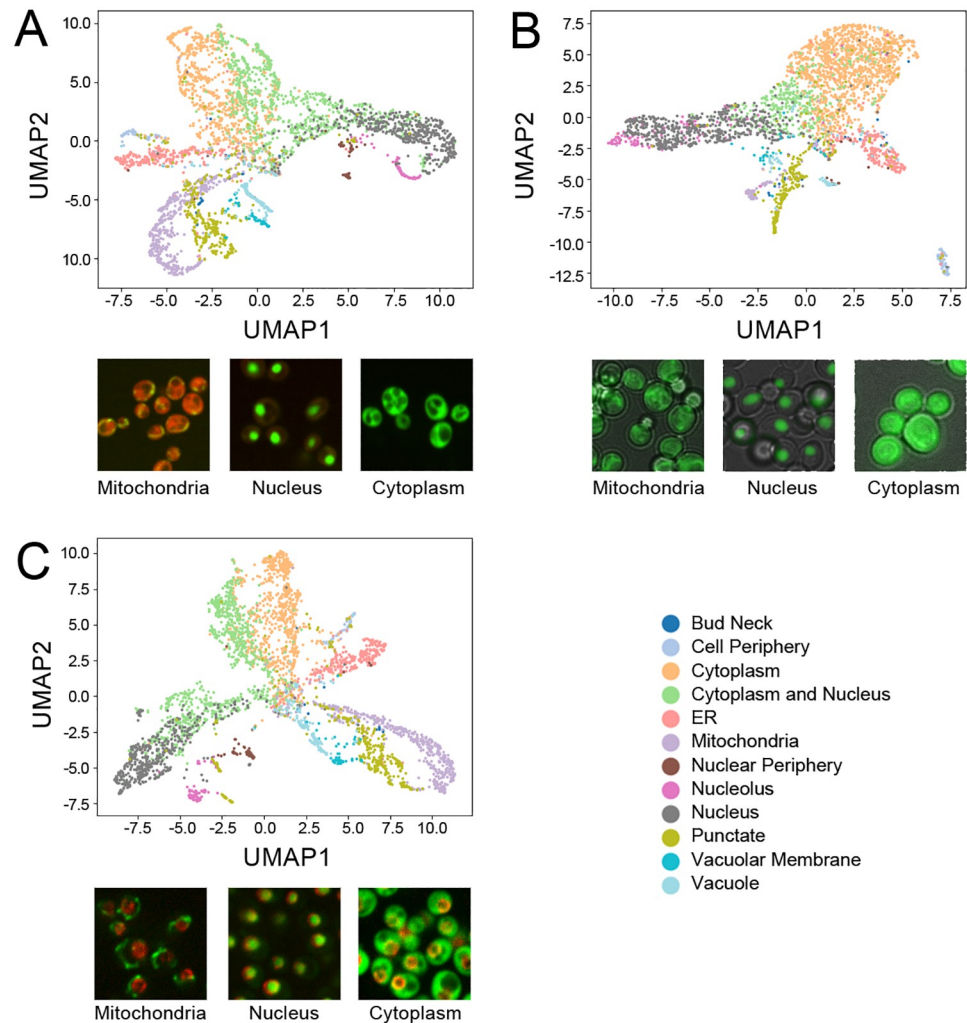 A
UMAP2
10.0
5.0
0.0
-5.0
10.0
-7.5 -5.0 -2.5 0.0 2.5 5.0 7.5 10.0
UMAP1
Mitochondria Nucleus Cytoplasm
B
UMAP2
7.5
5.0
2.5
0.0
-2.5
-5.0
-7.5
-10.0
-12.5
-10.0 -7.5 -5.0 -2.5 0.0 2.5 5.0 7.5
UMAP1
Mitochondria Nucleus Cytoplasm
C
UMAP2
10.0
7.5
5.0
2.5
0.0
-2.5
-5.0
-7.5
-7.5 -5.0 -2.5 0.0 2.5 5.0 7.5 10.0
UMAP1
Mitochondria Nucleus Cytoplasm
Bud Neck
Cell Periphery
Cytoplasm
Cytoplasm and Nucleus
ER
Mitochondria
Nuclear Periphery
Nucleolus
Nucleus
Punctate
Vacuolar Membrane
Vacuole